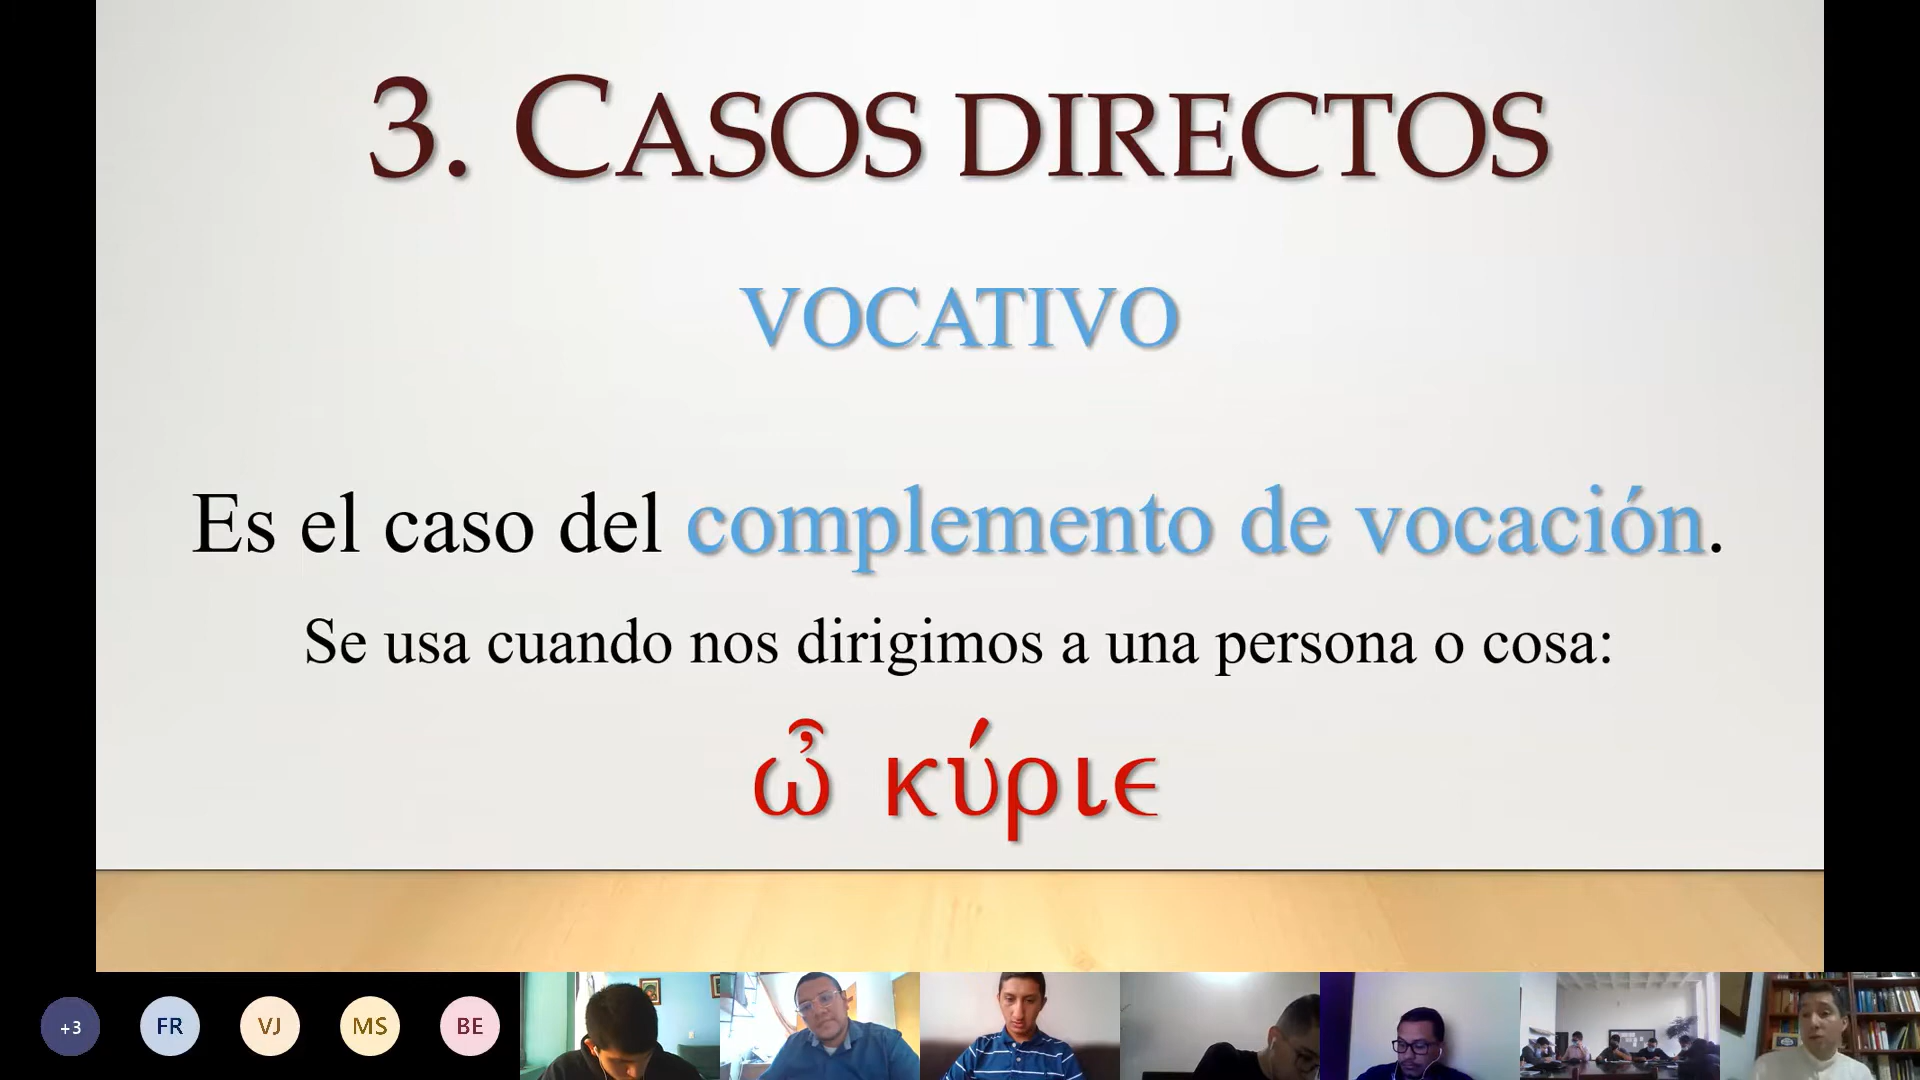 3. CASOS DIRECTOS
VOCATIVO
Es el caso del complemento de vocación.
Se usa cuando nos dirigimos a una persona o cosa:
ὦ κύριε
+3 FR VJ MS BE